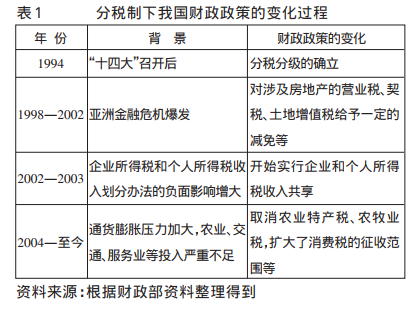 表1 分税制下我国财政政策的变化过程
年 份 背 景 财政政策的变化
1994 “十四大”召开后 分税分级的确立
1998—2002 亚洲金融危机爆发
对涉及房地产的营业税、契
税、土地增值税给予一定的
减免等
2002—2003
企业所得税和个人所得税收
入划分办法的负面影响增大
开始实行企业和个人所得
税收入共享
2004—至今
通货膨胀压力加大,农业、交
通、服务业等投入严重不足
取消农业特产税、农牧业
税,扩大了消费税的征收范
围等
资料来源:根据财政部资料整理得到